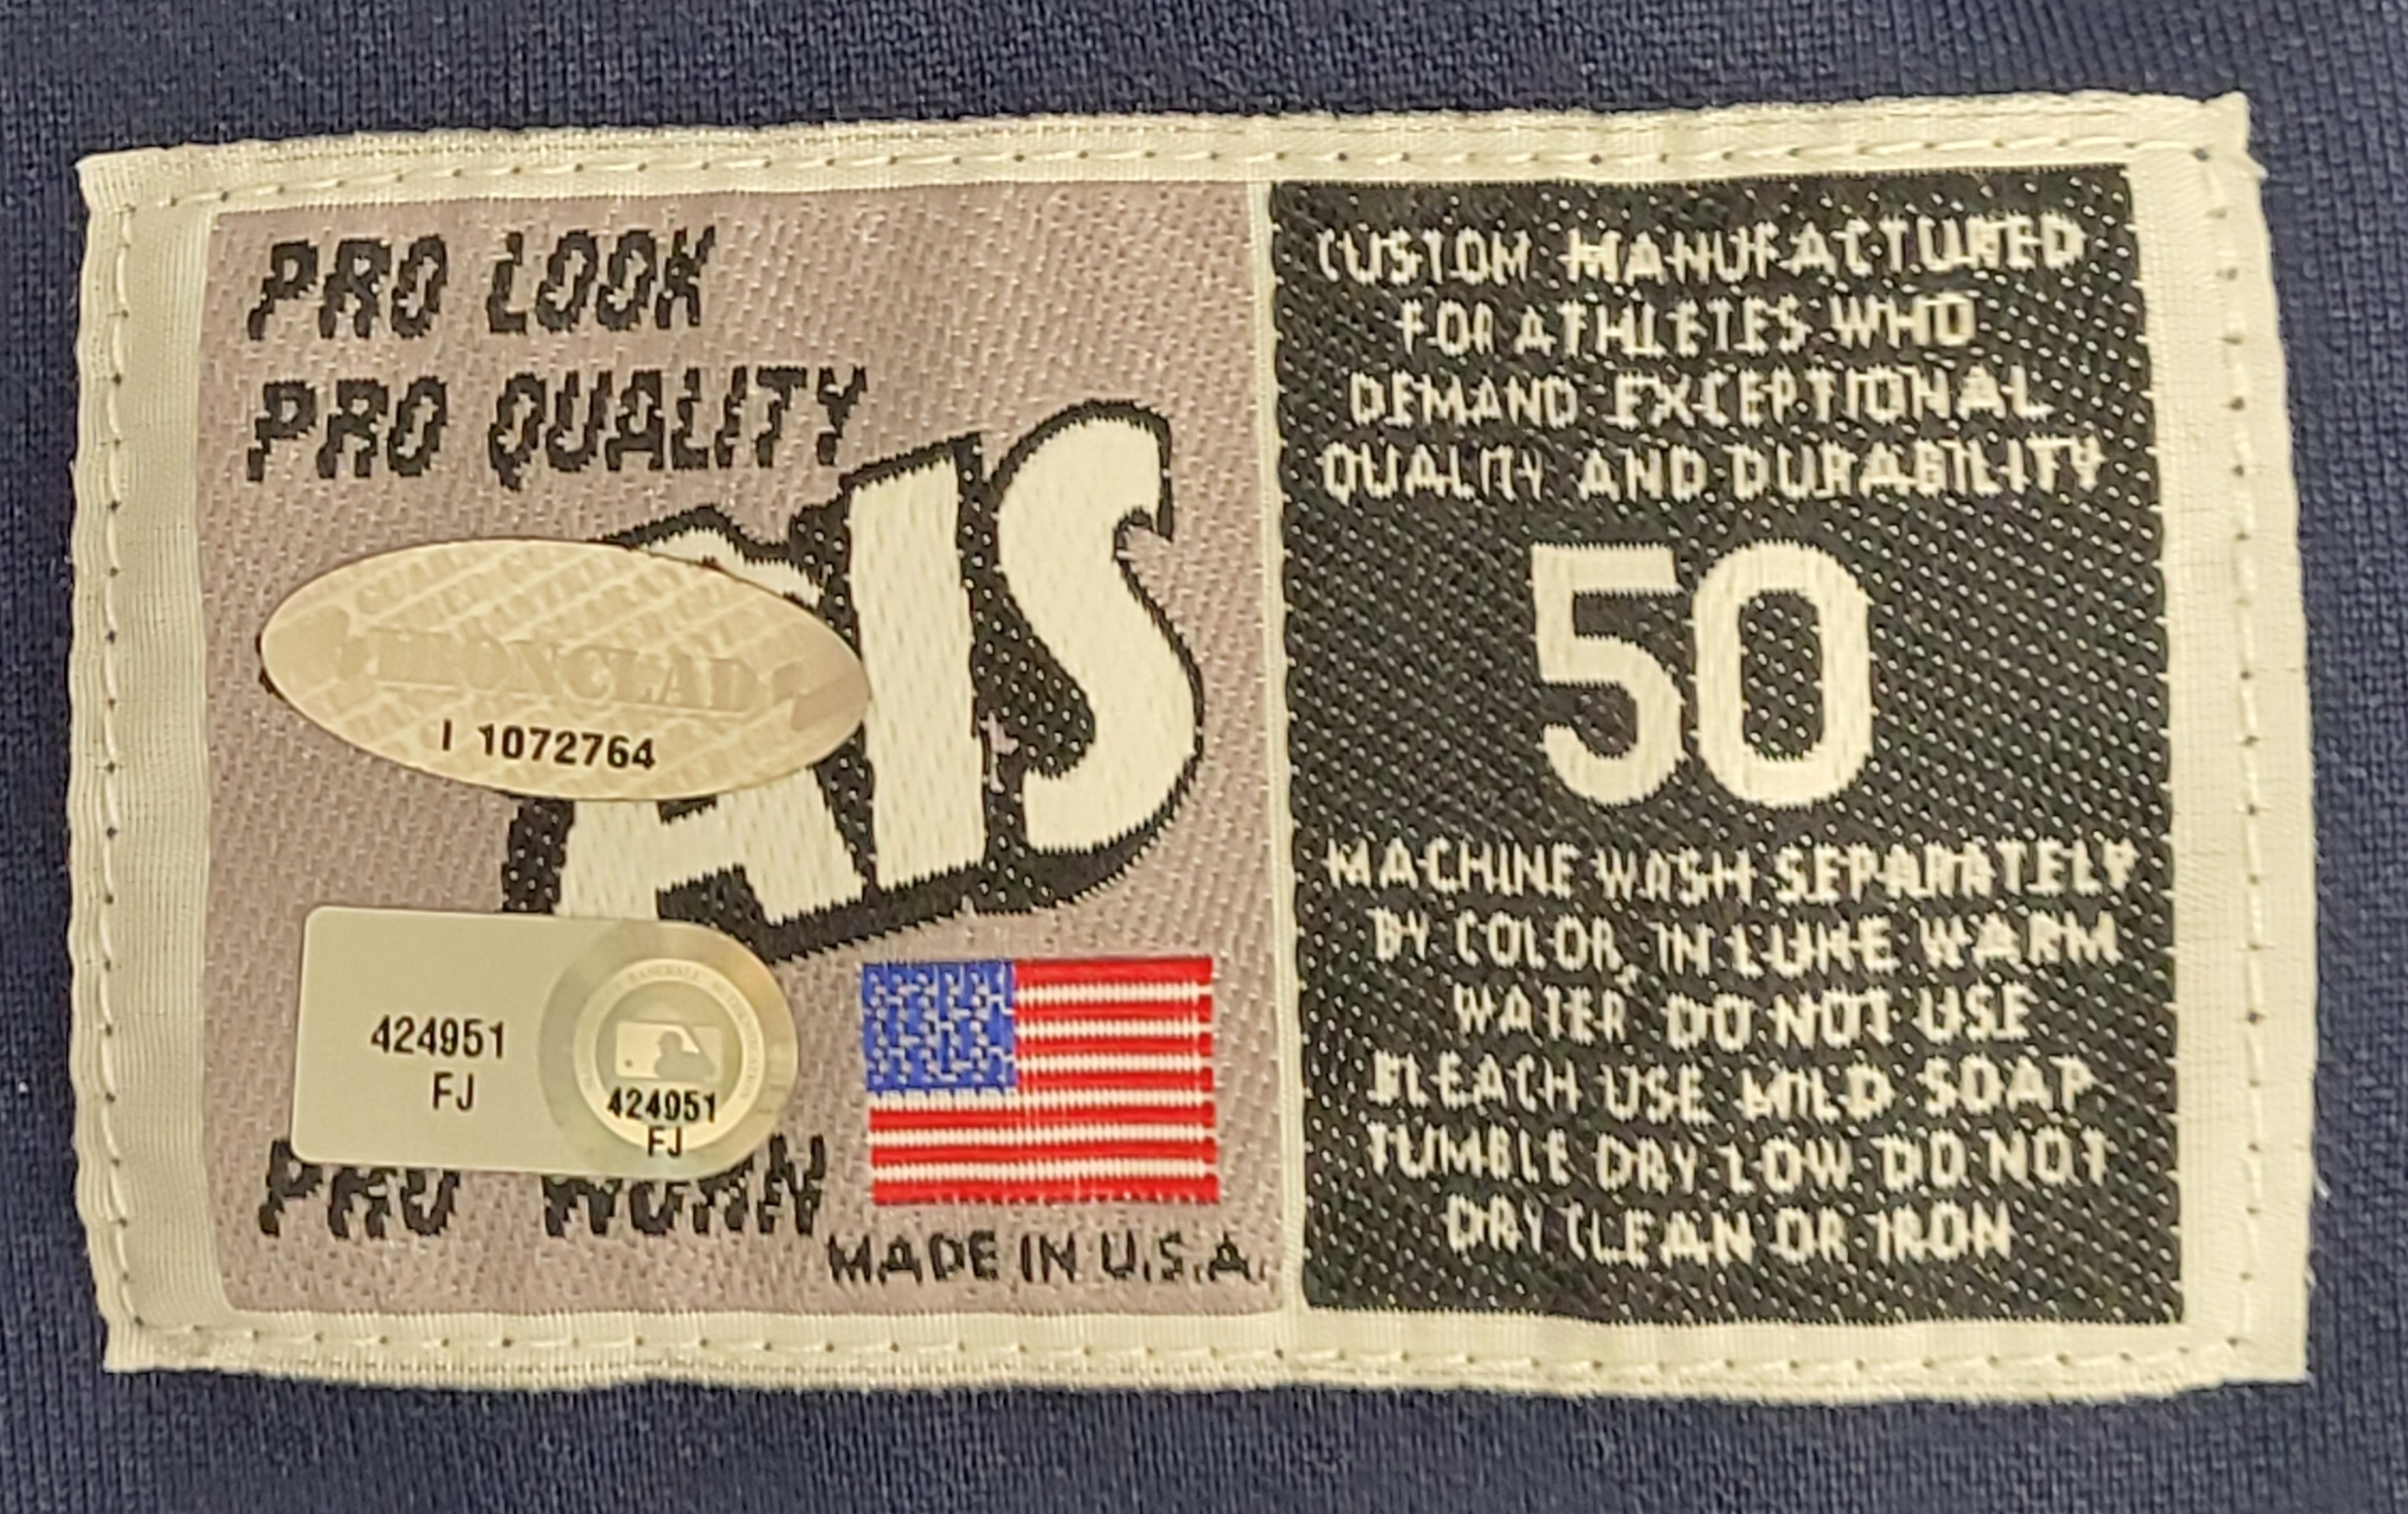 PRO LOOK
PRO QUALITY
AIS
IRONCLAD
I 1072764
424951
FJ
424951
FJ
PRO WORN
MADE IN U.S.A.
CUSTOM MANUFACTURED
FOR ATHLETES WHO
DEMAND EXCEPTIONAL
QUALITY AND DURABILITY
50
MACHINE WASH SEPARATELY
BY COLOR, IN LUKE WARM
WATER DO NOT USE
BLEACH USE MILD SOAP
TUMBLE DRY LOW DO NOT
DRY CLEAN OR IRON